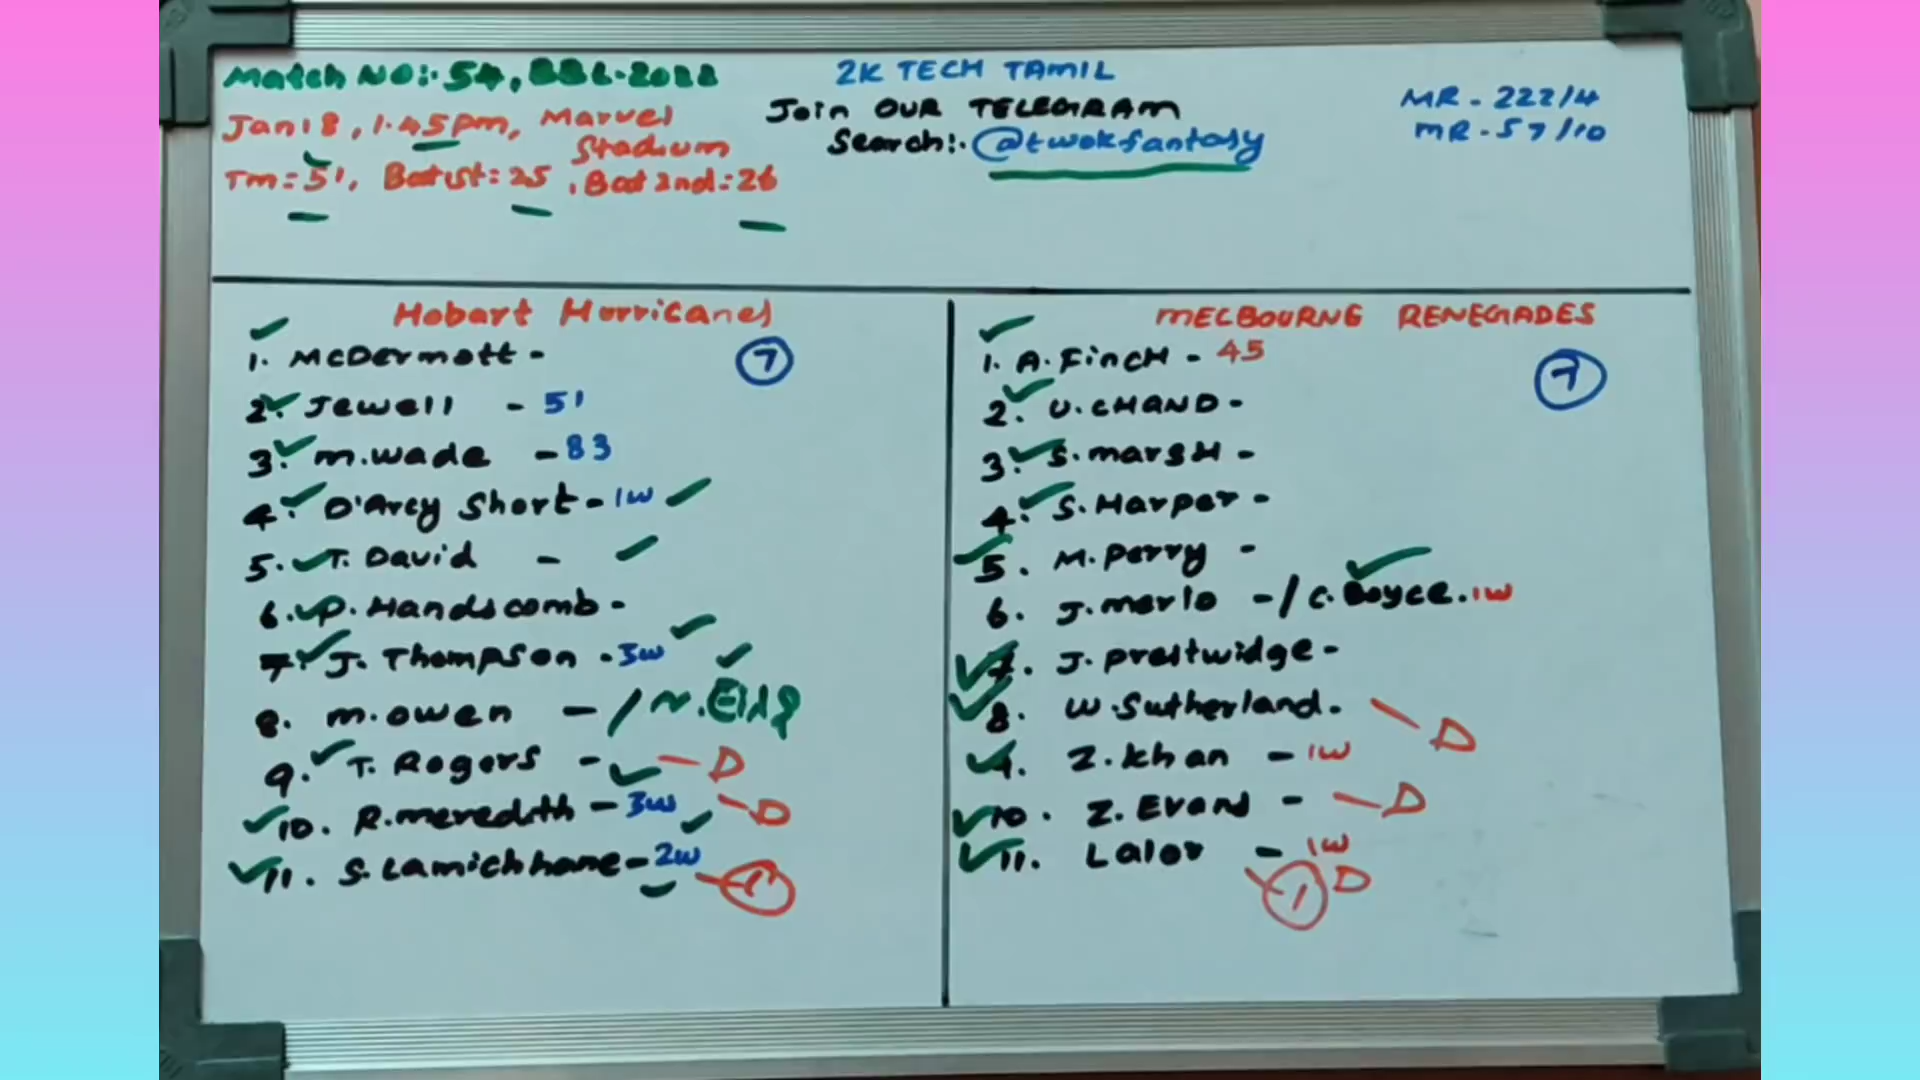 Match NO:- 54, BBL-2022
Jan 18, 1.45pm, Marvel
Stadium
Tm = 51, Bat 1st:- 25, Bat 2nd:- 26
2K TECH TAMIL
Join OUR TELEGRAM
Search:- @twokfantasy
MR - 222/4
MR - 57/10
Hobart Hurricanes
7
1. McDermott -
2. Jewell - 51
3. M. Wade - 83
4. D'Arcy Short - 1W
5. T. David -
6. P. Handscomb -
7. J. Thompson - 3W
8. M. Owen - / N. Ellis
9. T. Rogers - - D
10. R. Meredith - 3W - D
11. S. Lamichhane - 2W - 1
MELBOURNE RENEGADES
7
1. A. FincH - 45
2. U. CHAND -
3. S. MarsH -
4. S. Harper -
5. M. Perry -
6. J. Merlo - / C. Boyce. 1W
7. J. Prestwidge -
8. W. Sutherland. - D
9. Z. Khan - 1W
10. Z. Evans - - D
11. Lalor - 1W
1 D